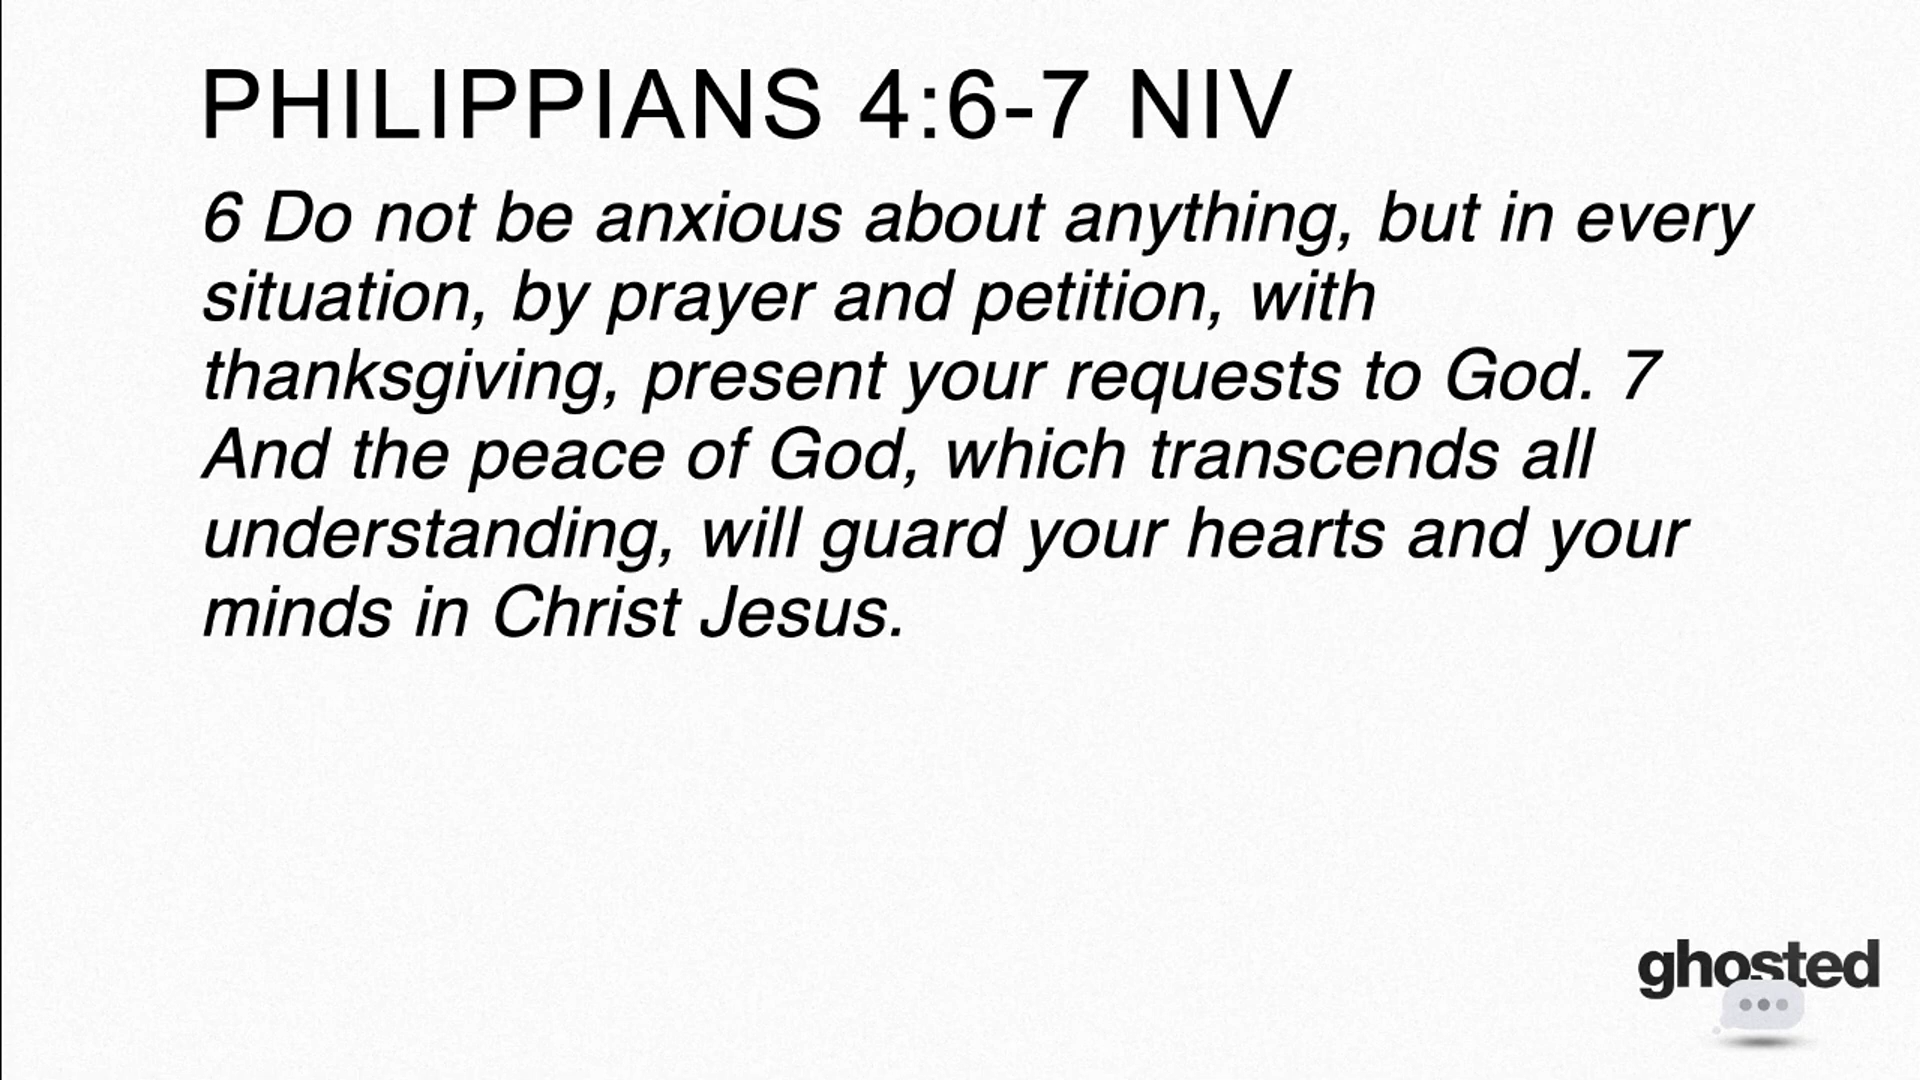 PHILIPPIANS 4:6-7 NIV
6 Do not be anxious about anything, but in every
situation, by prayer and petition, with
thanksgiving, present your requests to God. 7
And the peace of God, which transcends all
understanding, will guard your hearts and your
minds in Christ Jesus.
ghosted